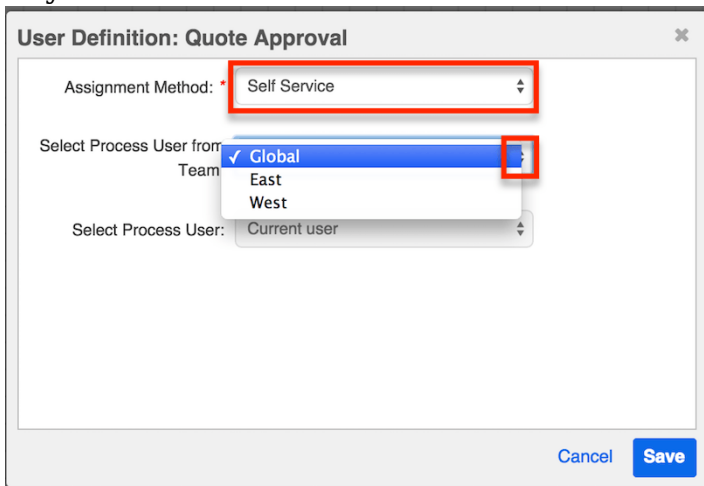 User Definition: Quote Approval
Assignment Method: * Self Service
Select Process User from
Team
✓ Global
East
West
Select Process User: Current user
Cancel Save